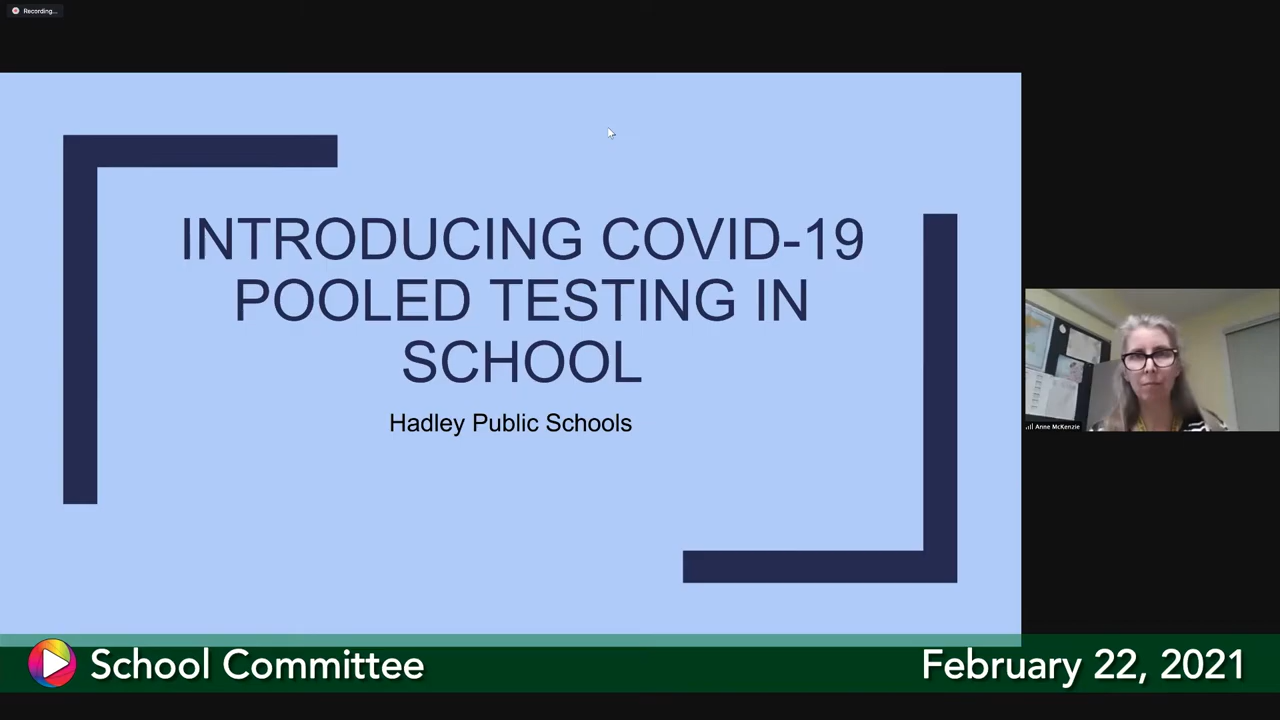 Recording...
INTRODUCING COVID-19
POOLED TESTING IN
SCHOOL
Hadley Public Schools
Anne McKenzie
School Committee
February 22, 2021